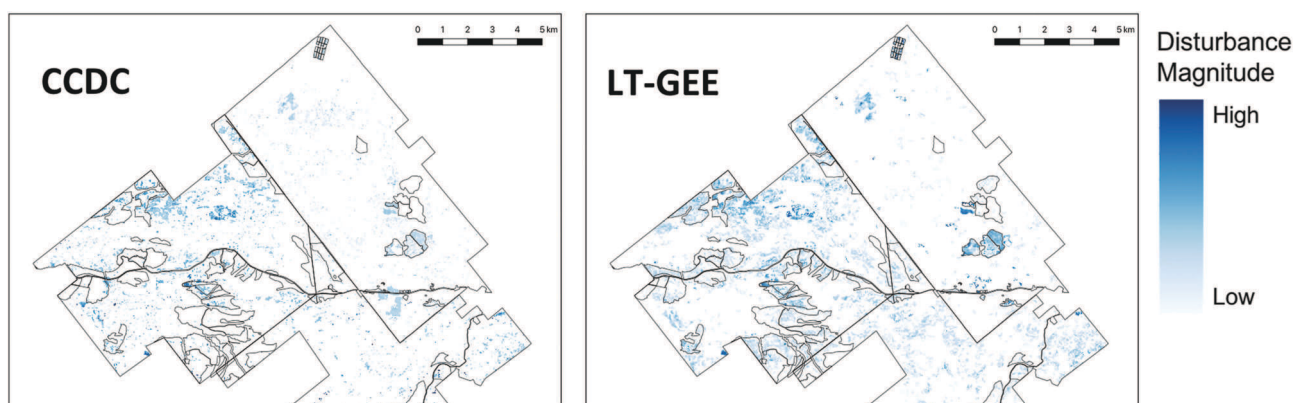 0 1 2 3 4 5 km
CCDC
0 1 2 3 4 5 km
LT-GEE
Disturbance
Magnitude
High
Low